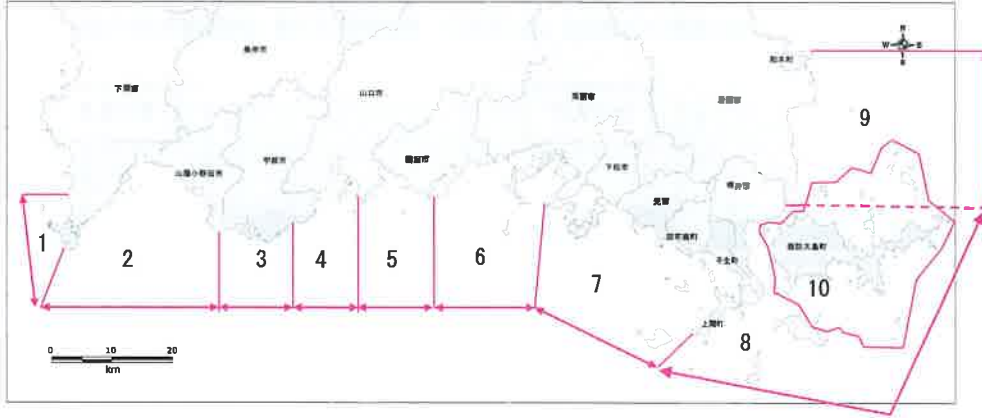 N
W E
S
和木町
美祢市
下関市
山口市
周南市
岩国市
9
宇部市
防府市
山陽小野田市
下松市
柳井市
光市
田布施町
1
2
3
4
5
6
周防大島町
平生町
7
10
上関町
8
0 10 20
km